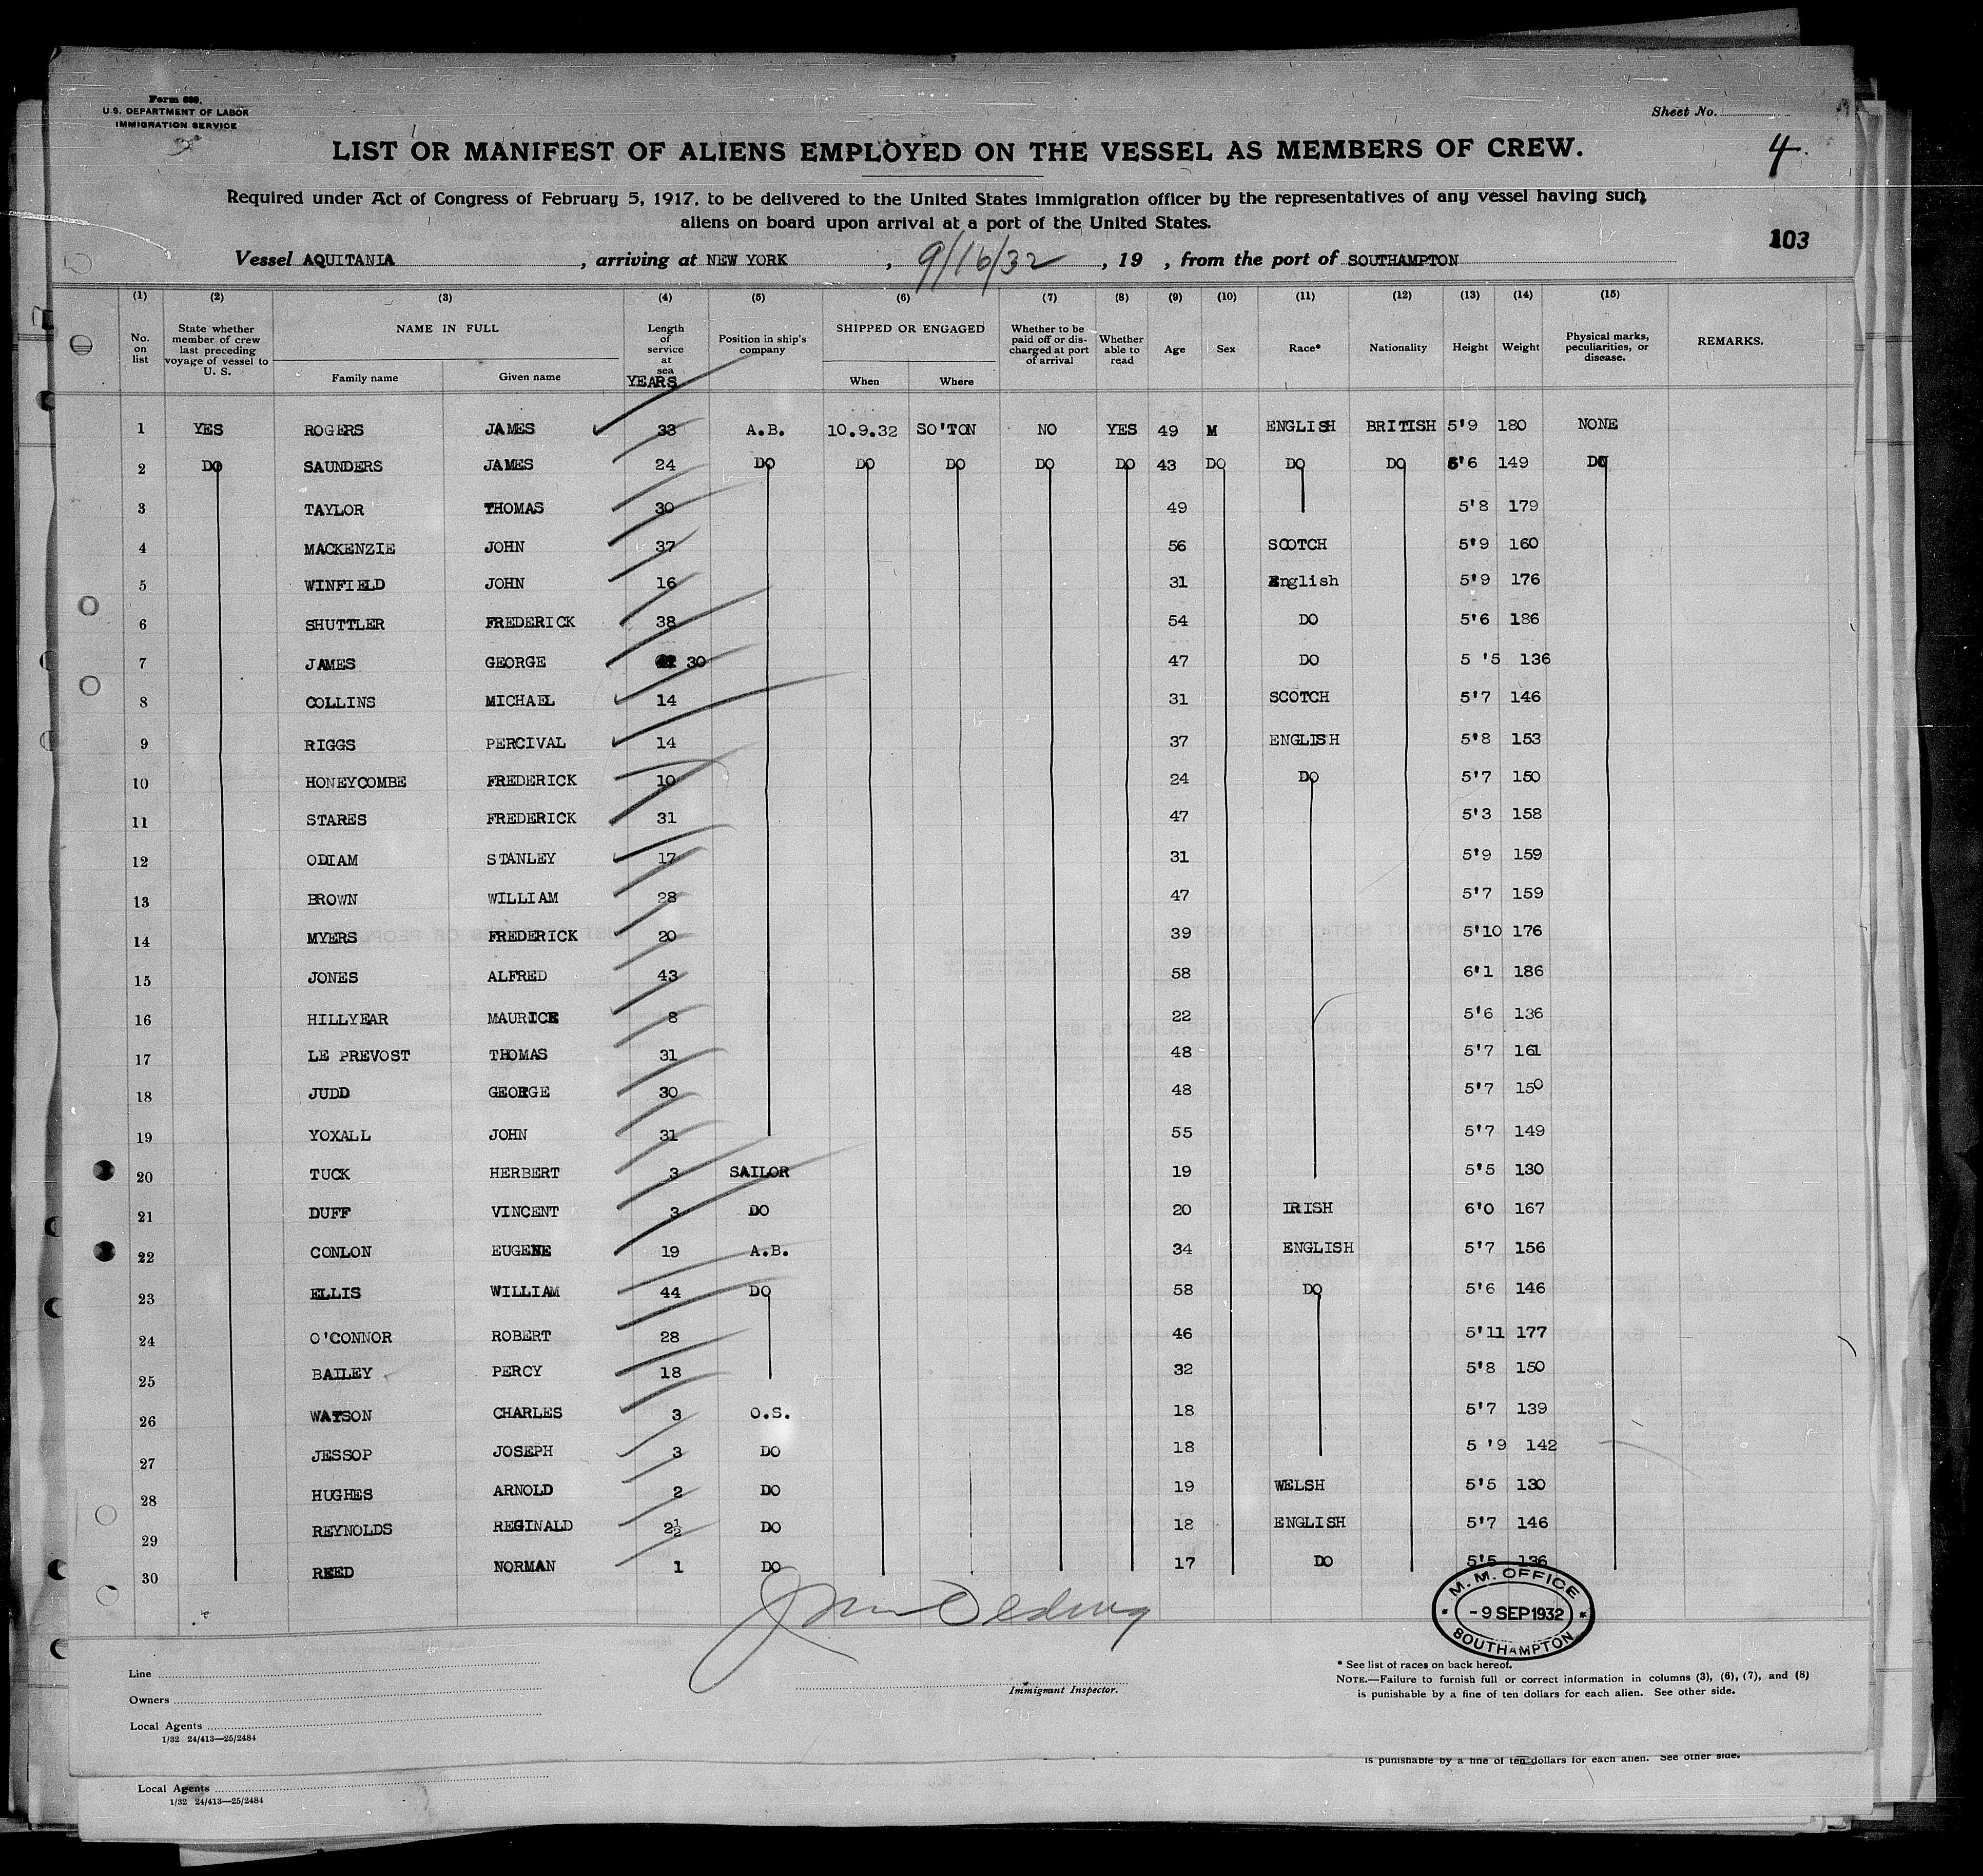 Form 689.
U.S. DEPARTMENT OF LABOR
IMMIGRATION SERVICE
Sheet No.
4.
LIST OR MANIFEST OF ALIENS EMPLOYED ON THE VESSEL AS MEMBERS OF CREW.
Required under Act of Congress of February 5, 1917, to be delivered to the United States immigration officer by the representatives of any vessel having such
aliens on board upon arrival at a port of the United States.
103
Vessel AQUITANIA , arriving at NEW YORK , 9/16/32 , 19 , from the port of SOUTHAMPTON
(1) (2) (3) (4) (5) (6) (7) (8) (9) (10) (11) (12) (13) (14) (15)
No. on list State whether member of crew last preceding voyage of vessel to U. S. NAME IN FULL Family name Given name Length of service at sea YEARS Position in ship's company SHIPPED OR ENGAGED When Where Whether to be paid off or discharged at port of arrival Whether able to read Age Sex Race* Nationality Height Weight Physical marks, peculiarities, or disease. REMARKS.
1 YES ROGERS JAMES 33 A.B. 10.9.32 SO'TON NO YES 49 M ENGLISH BRITISH 5'9 180 NONE
2 DO SAUNDERS JAMES 24 DO DO DO DO DO 43 DO DO DO 5'6 149 DO
3 TAYLOR THOMAS 30 49 5'8 179
4 MACKENZIE JOHN 37 56 SCOTCH 5'9 160
5 WINFIELD JOHN 16 31 English 5'9 176
6 SHUTTLER FREDERICK 38 54 DO 5'6 186
7 JAMES GEORGE 30 47 DO 5 '5 136
8 COLLINS MICHAEL 14 31 SCOTCH 5'7 146
9 RIGGS PERCIVAL 14 37 ENGLISH 5'8 153
10 HONEYCOMBE FREDERICK 10 24 DO 5'7 150
11 STARES FREDERICK 31 47 5'3 158
12 ODIAM STANLEY 17 31 5'9 159
13 BROWN WILLIAM 28 47 5'7 159
14 MYERS FREDERICK 20 39 5'10 176
15 JONES ALFRED 43 58 6'1 186
16 HILLYEAR MAURICE 8 22 5'6 136
17 LE PREVOST THOMAS 31 48 5'7 161
18 JUDD GEORGE 30 48 5'7 150
19 YOXALL JOHN 31 55 5'7 149
20 TUCK HERBERT 3 SAILOR 19 5'5 130
21 DUFF VINCENT 3 DO 20 IRISH 6'0 167
22 CONLON EUGENE 19 A.B. 34 ENGLISH 5'7 156
23 ELLIS WILLIAM 44 DO 58 DO 5'6 146
24 O'CONNOR ROBERT 28 46 5'11 177
25 BAILEY PERCY 18 32 5'8 150
26 WATSON CHARLES 3 O.S. 18 5'7 139
27 JESSOP JOSEPH 3 DO 18 5 '9 142
28 HUGHES ARNOLD 2 DO 19 WELSH 5'5 130
29 REYNOLDS REGINALD 2½ DO 18 ENGLISH 5'7 146
30 REED NORMAN 1 DO 17 DO 5'5 136
M. M. OFFICE
- 9 SEP 1932
SOUTHAMPTON
Line
Owners
Local Agents
1/32 24/413—25/2484
Immigrant Inspector.
* See list of races on back hereof.
NOTE.—Failure to furnish full or correct information in columns (3), (6), (7), and (8)
is punishable by a fine of ten dollars for each alien. See other side.
is punishable by a fine of ten dollars for each alien. See other side.
Local Agents
1/32 24/413—25/2484